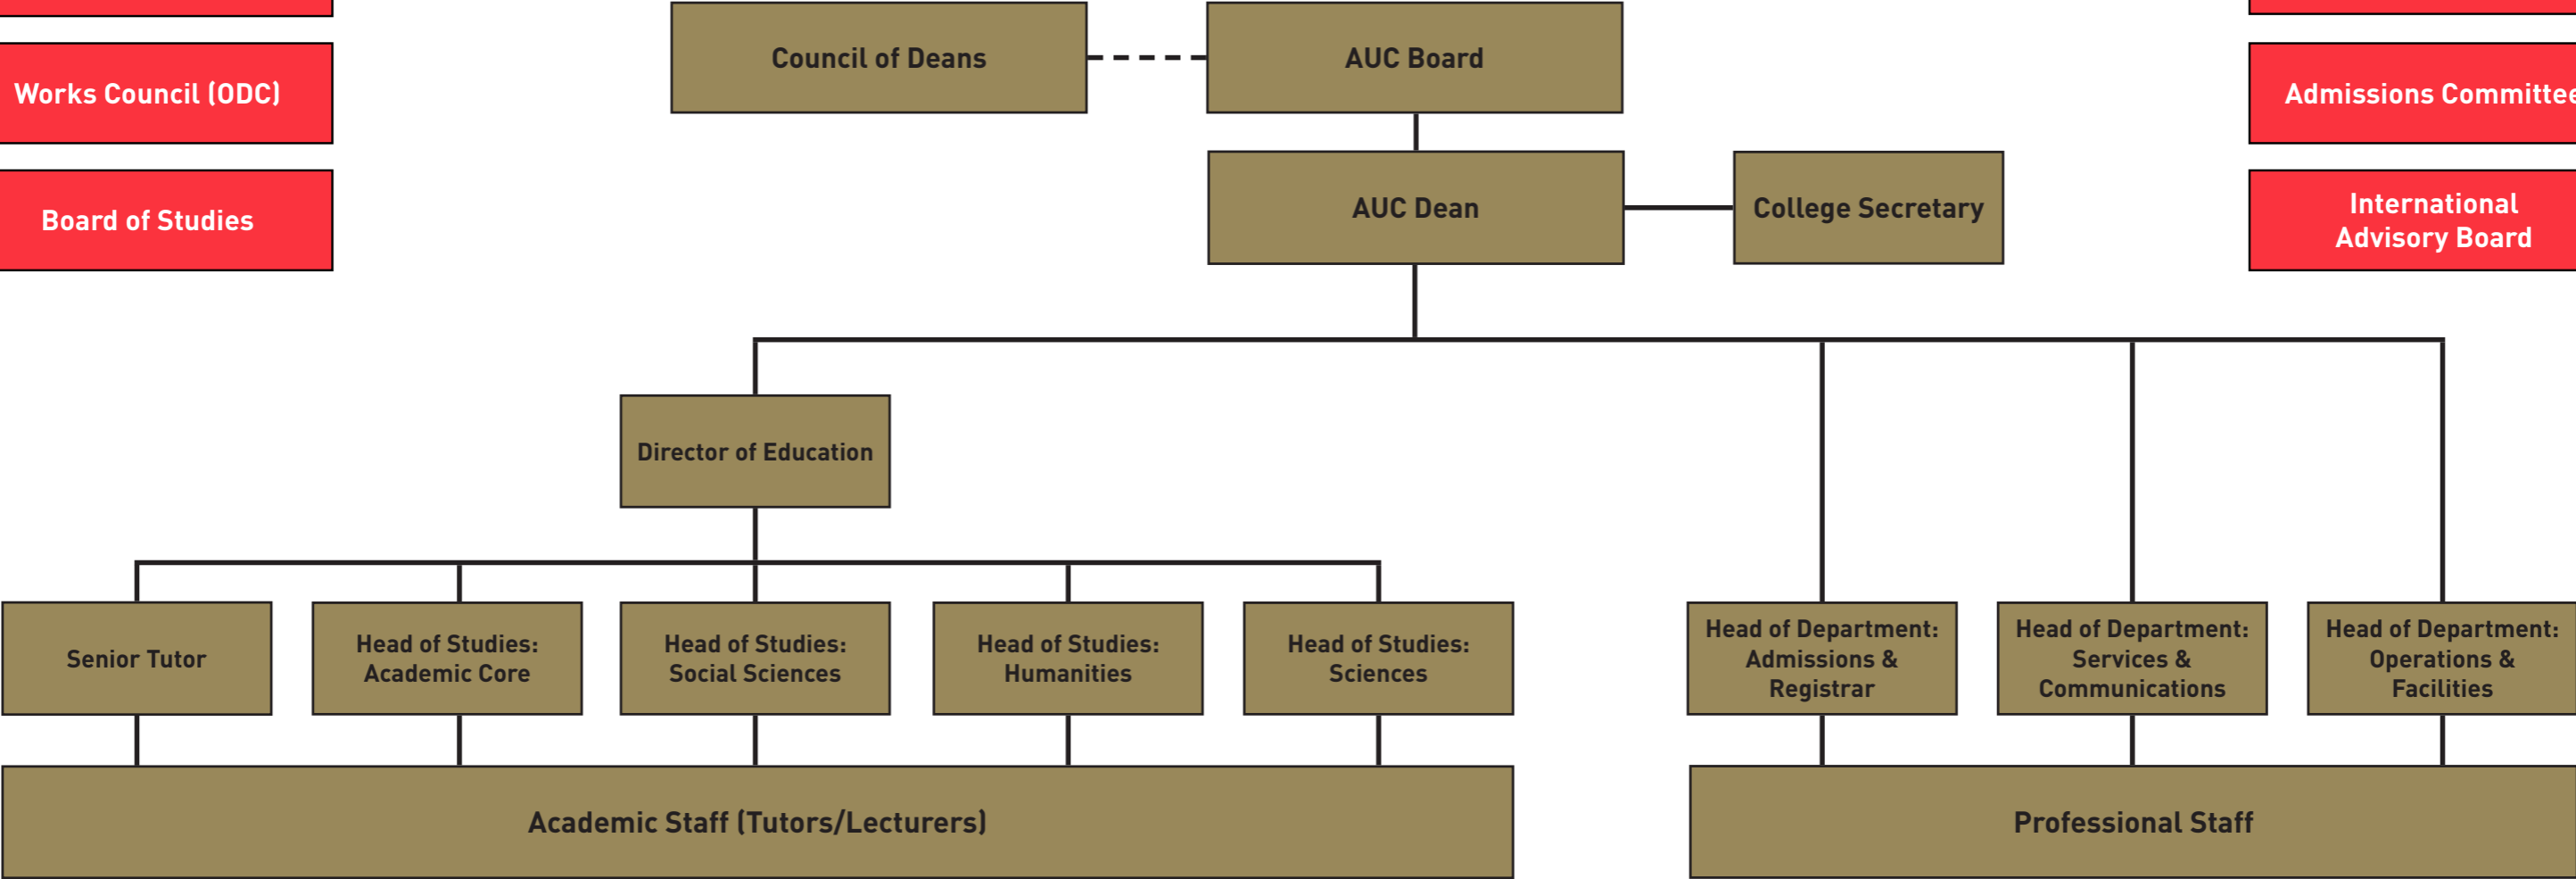 Council of Deans
AUC Board
Works Council (ODC)
Admissions Committee
AUC Dean
College Secretary
Board of Studies
International
Advisory Board
Director of Education
Senior Tutor
Head of Studies:
Academic Core
Head of Studies:
Social Sciences
Head of Studies:
Humanities
Head of Studies:
Sciences
Head of Department:
Admissions &
Registrar
Head of Department:
Services &
Communications
Head of Department:
Operations &
Facilities
Academic Staff (Tutors/Lecturers)
Professional Staff